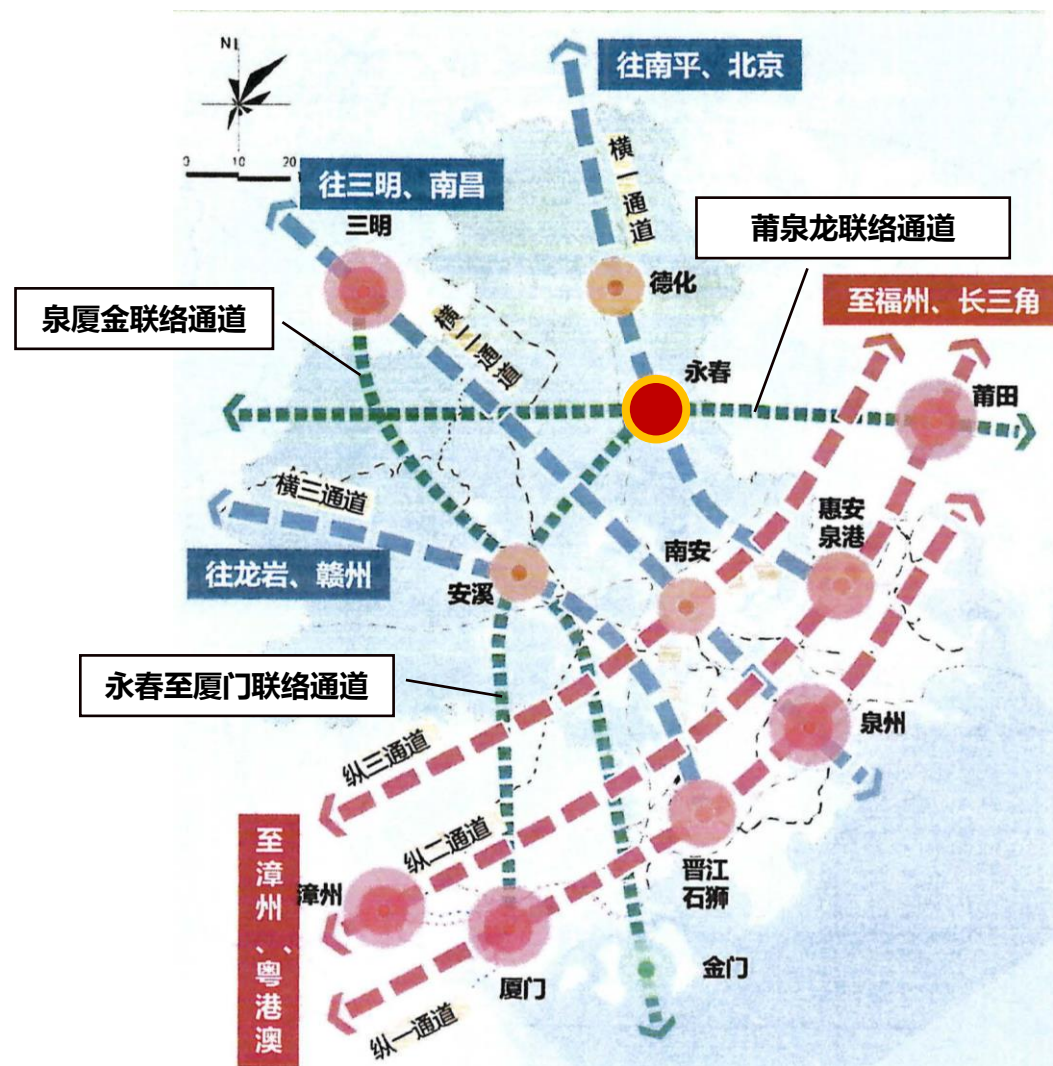 N
往南平、北京
0 10 20
往三明、南昌
三明
横一通道
莆泉龙联络通道
德化
至福州、长三角
泉厦金联络通道
横二通道
永春
莆田
横三通道
惠安
泉港
南安
往龙岩、赣州
安溪
永春至厦门联络通道
泉州
纵三通道
至漳州、粤港澳
纵二通道
漳州
晋江
石狮
金门
厦门
纵一通道